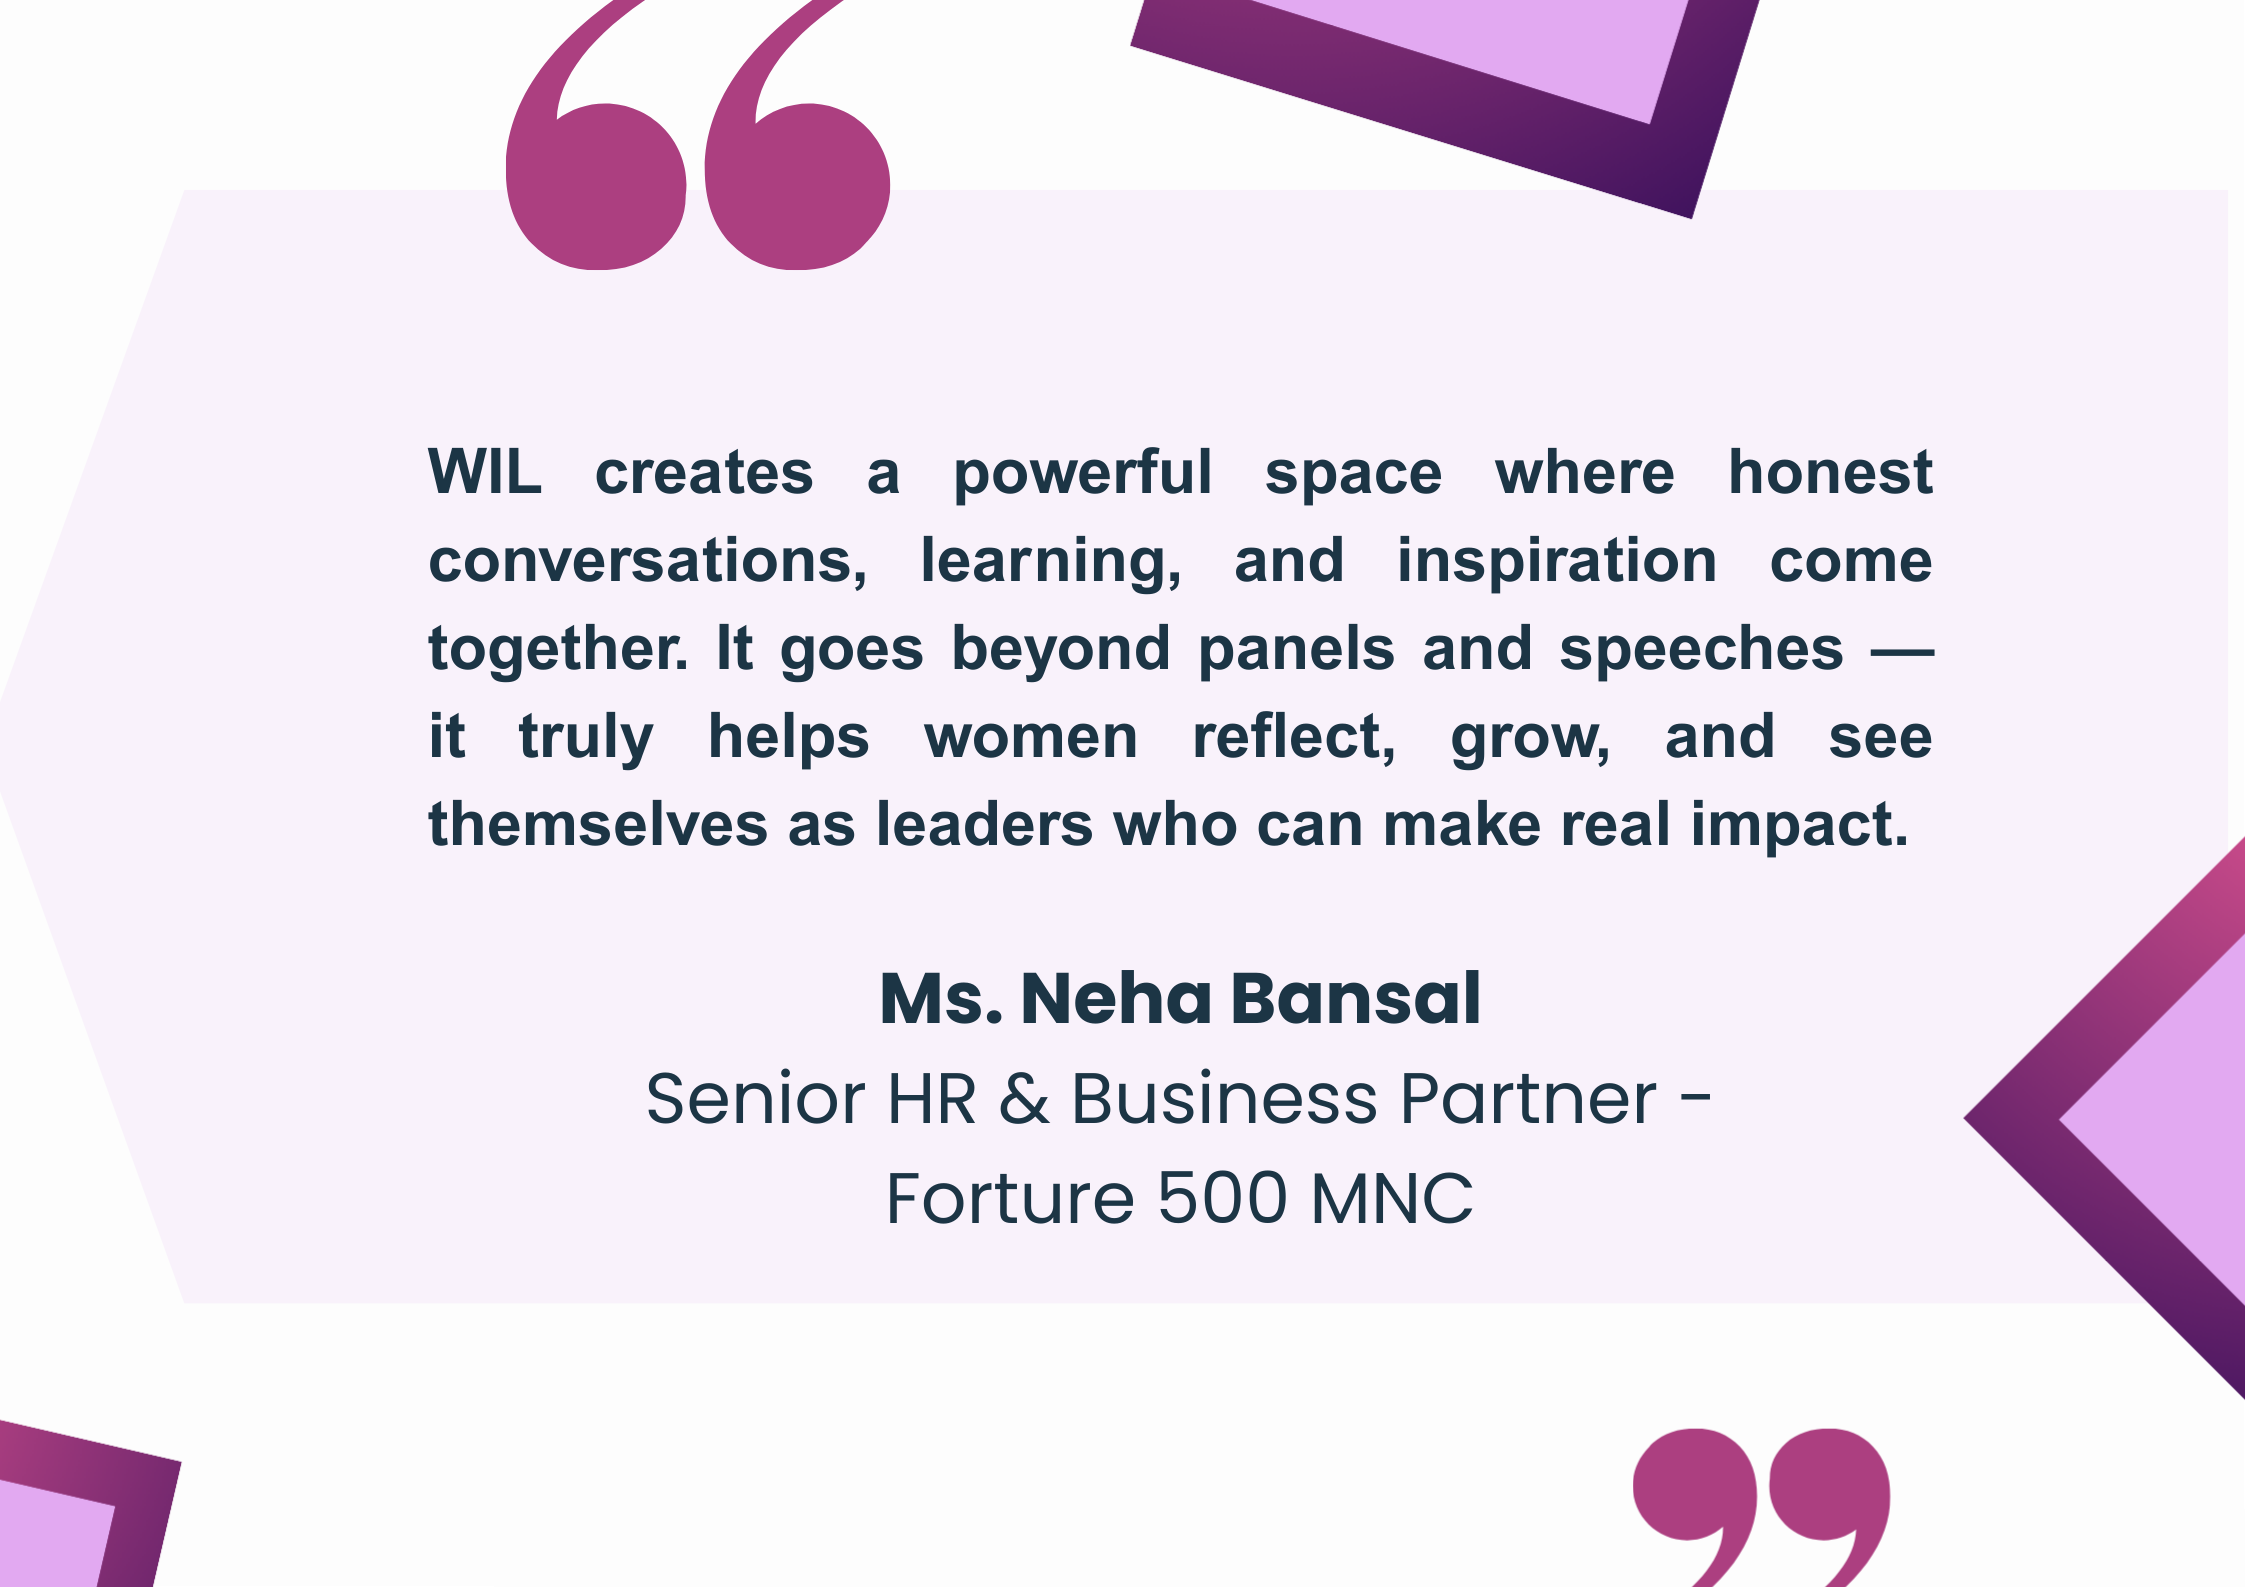 WIL creates a powerful space where honest
conversations, learning, and inspiration come
together. It goes beyond panels and speeches —
it truly helps women reflect, grow, and see
themselves as leaders who can make real impact.
Ms. Neha Bansal
Senior HR & Business Partner -
Forture 500 MNC